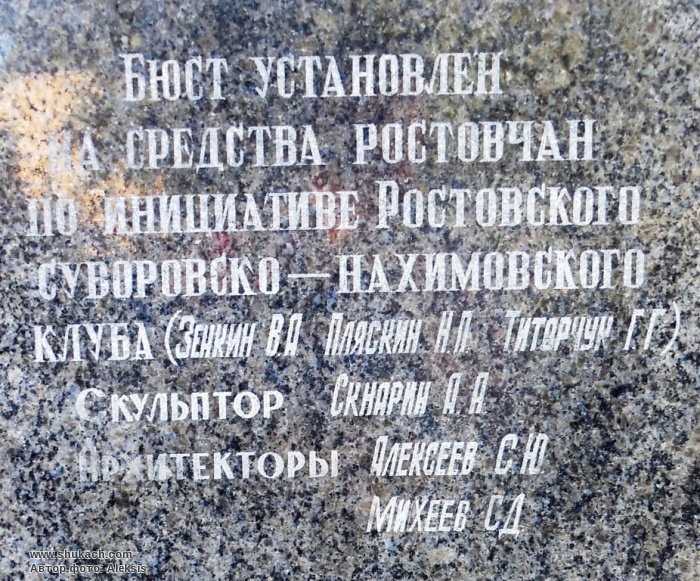 Бюст установлен
на средства ростовчан
по инициативе Ростовского
суворовско — нахимовского
клуба (Зенкин В.А Пляскин Н.П. Титарчук Г.Г.)
Скульптор Скнарин А.А
Архитекторы Алексеев С.Ю.
Михеев С.Д.
www.shukach.com
Автор фото: Aleksis